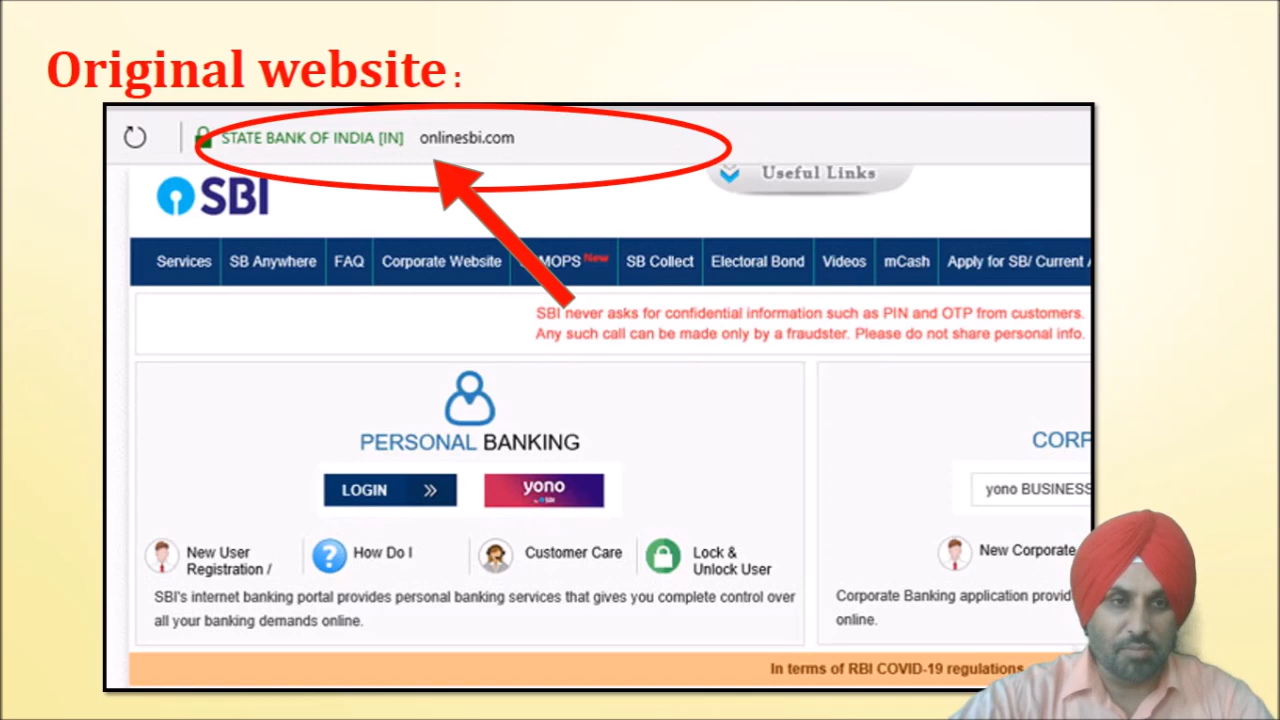 Original website :
STATE BANK OF INDIA [IN] onlinesbi.com
Useful Links
SBI
Services SB Anywhere FAQ Corporate Website MOPS New SB Collect Electoral Bond Videos mCash Apply for SB/ Current
SBI never asks for confidential information such as PIN and OTP from customers.
Any such call can be made only by a fraudster. Please do not share personal info.
PERSONAL BANKING
LOGIN
yono
by SBI
yono BUSINESS
New User
Registration /
How Do I
Customer Care
Lock &
Unlock User
New Corporate
SBI's internet banking portal provides personal banking services that gives you complete control over
all your banking demands online.
Corporate Banking application
online.
In terms of RBI COVID-19 regulations